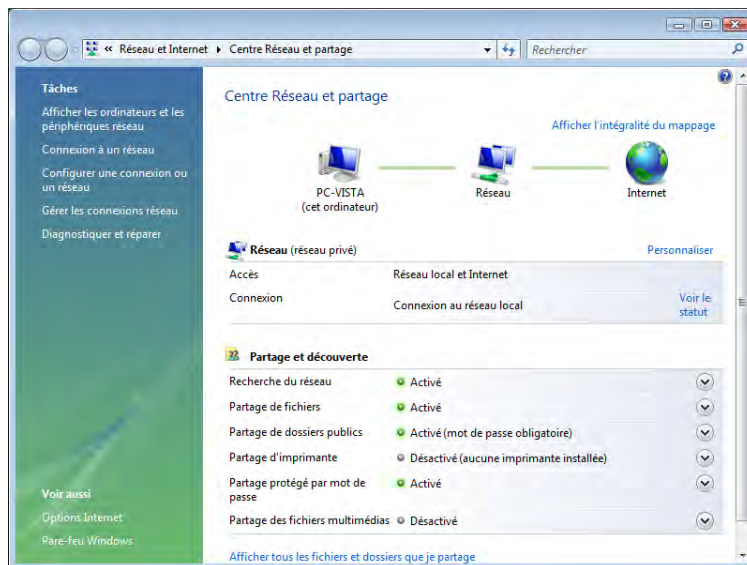 « Réseau et Internet ▸ Centre Réseau et partage
Rechercher
Tâches
Afficher les ordinateurs et les
périphériques réseau
Connexion à un réseau
Configurer une connexion ou
un réseau
Gérer les connexions réseau
Diagnostiquer et réparer
Voir aussi
Options Internet
Pare-feu Windows
Centre Réseau et partage
Afficher l'intégralité du mappage
PC-VISTA
(cet ordinateur)
Réseau
Internet
Réseau (réseau privé)
Personnaliser
Accès Réseau local et Internet
Connexion Connexion au réseau local
Voir le
statut
Partage et découverte
Recherche du réseau Activé
Partage de fichiers Activé
Partage de dossiers publics Activé (mot de passe obligatoire)
Partage d'imprimante Désactivé (aucune imprimante installée)
Partage protégé par mot de
passe
Activé
Partage des fichiers multimédias Désactivé
Afficher tous les fichiers et dossiers que je partage